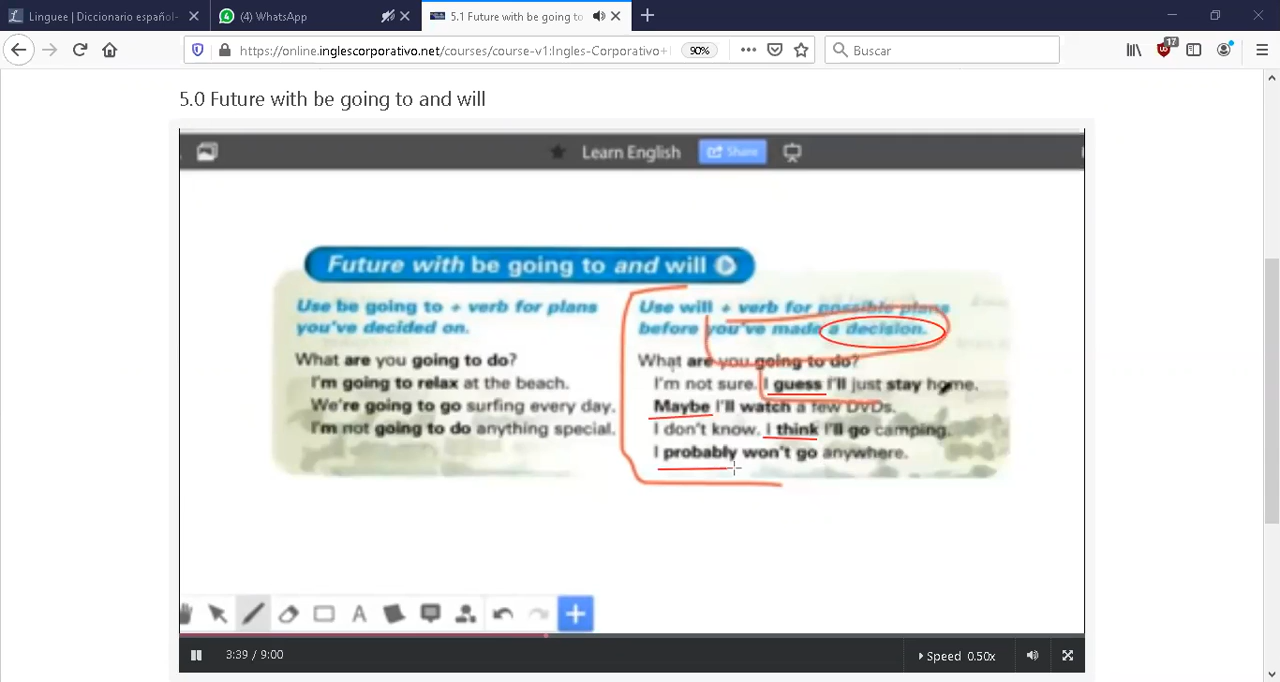 Linguee | Diccionario español-
(4) WhatsApp
5.1 Future with be going to
https://online.inglescorporativo.net/courses/course-v1:Ingles-Corporativo+
90%
Buscar
17
5.0 Future with be going to and will
Learn English
Share
Future with be going to and will
Use be going to + verb for plans
you've decided on.
What are you going to do?
I'm going to relax at the beach.
We're going to go surfing every day.
I'm not going to do anything special.
Use will + verb for possible plans
before you've made a decision.
What are you going to do?
I'm not sure. I guess I'll just stay home.
Maybe I'll watch a few DVDs.
I don't know. I think I'll go camping.
I probably won't go anywhere.
A
3:39 / 9:00
Speed 0.50x